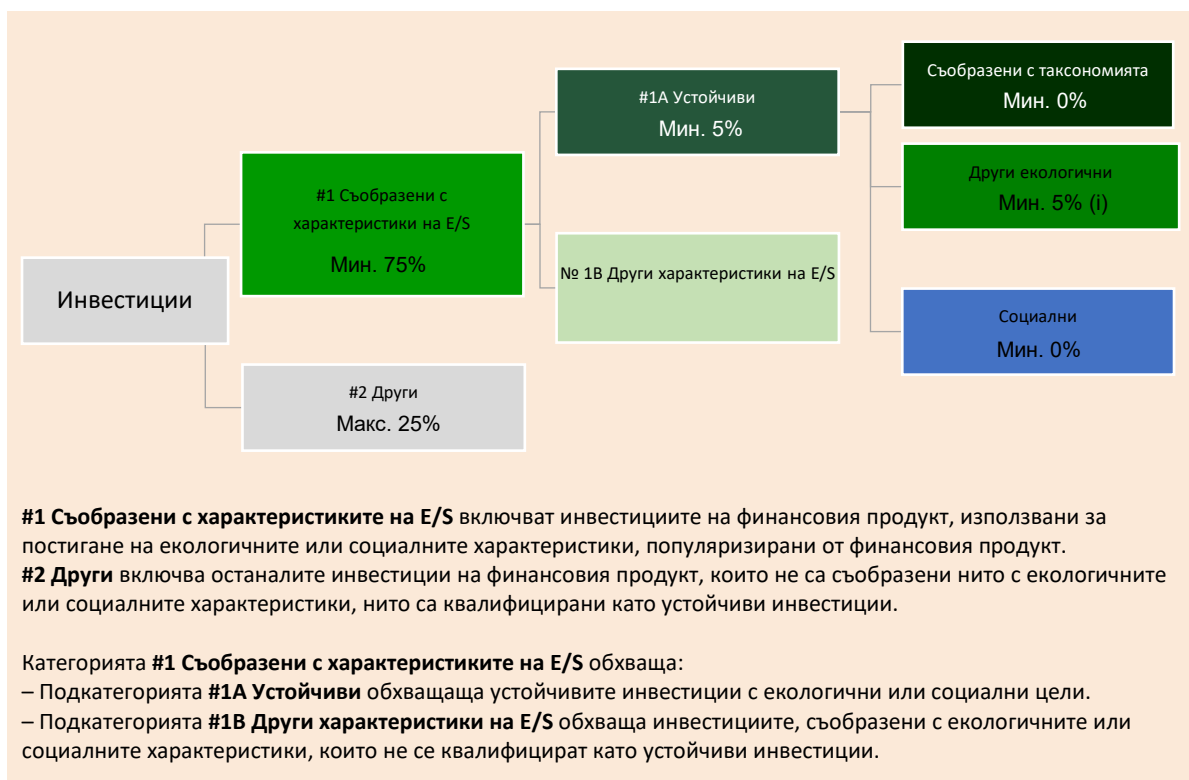 Инвестиции
#1 Съобразени с
характеристики на E/S
Мин. 75%
#2 Други
Макс. 25%
#1A Устойчиви
Мин. 5%
№ 1B Други характеристики на E/S
Съобразени с таксономията
Мин. 0%
Други екологични
Мин. 5% (i)
Социални
Мин. 0%
#1 Съобразени с характеристиките на E/S включват инвестициите на финансовия продукт, използвани за
постигане на екологичните или социалните характеристики, популяризирани от финансовия продукт.
#2 Други включва останалите инвестиции на финансовия продукт, които не са съобразени нито с екологичните
или социалните характеристики, нито са квалифицирани като устойчиви инвестиции.
Категорията #1 Съобразени с характеристиките на E/S обхваща:
– Подкатегорията #1A Устойчиви обхващаща устойчивите инвестиции с екологични или социални цели.
– Подкатегорията #1B Други характеристики на E/S обхваща инвестициите, съобразени с екологичните или
социалните характеристики, които не се квалифицират като устойчиви инвестиции.